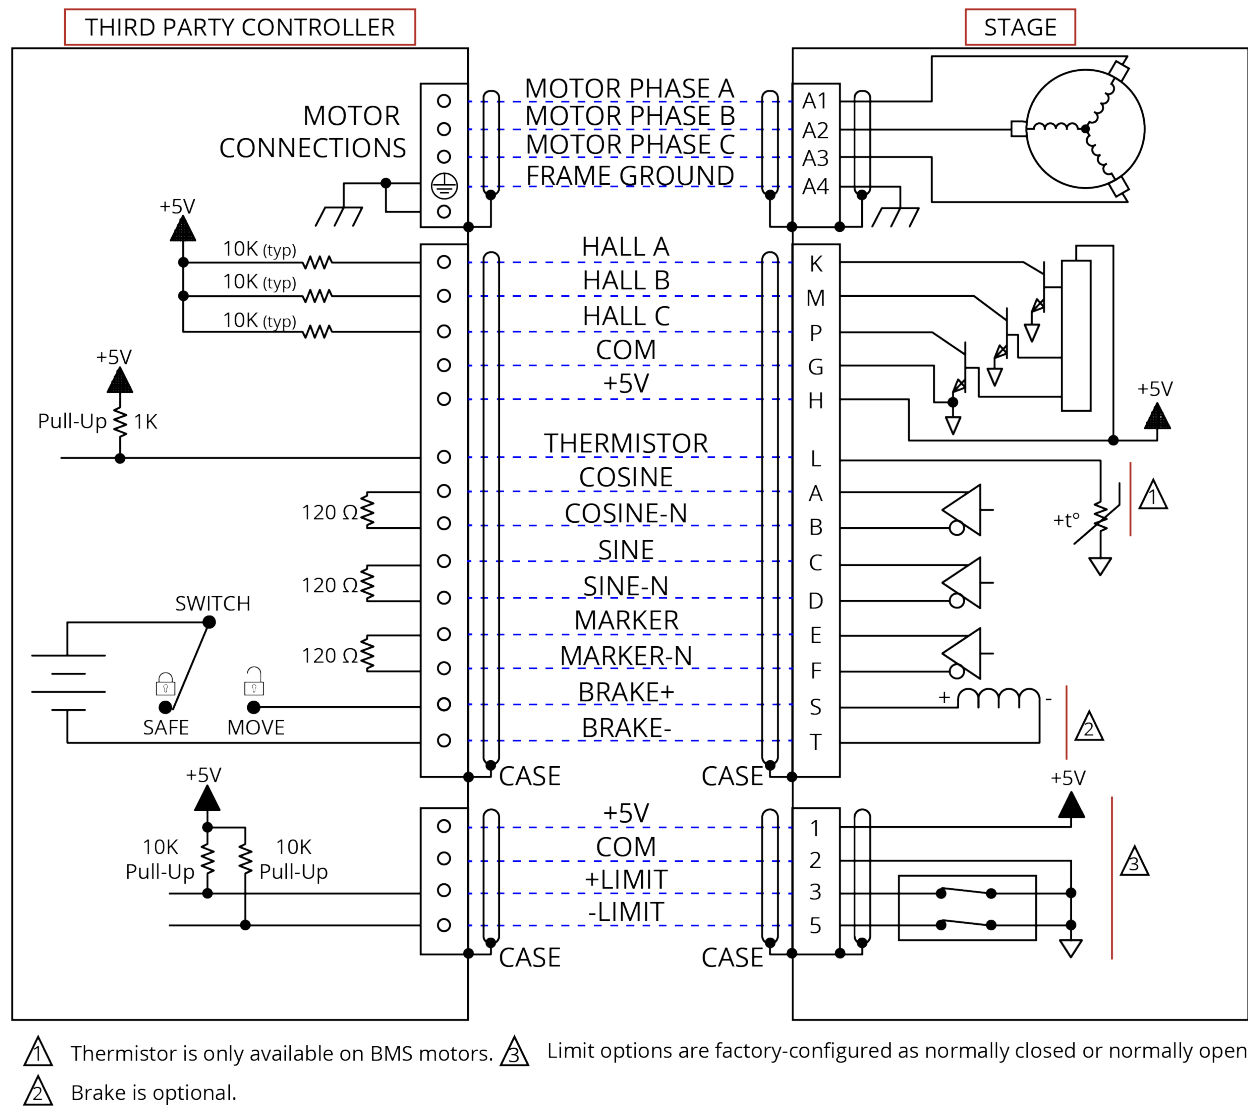 THIRD PARTY CONTROLLER
STAGE
MOTOR CONNECTIONS
MOTOR PHASE A
MOTOR PHASE B
MOTOR PHASE C
FRAME GROUND
A1
A2
A3
A4
+5V
10K (typ)
10K (typ)
10K (typ)
HALL A
HALL B
HALL C
COM
+5V
K
M
P
G
H
+5V
+5V
Pull-Up
1K
THERMISTOR
COSINE
COSINE-N
SINE
SINE-N
MARKER
MARKER-N
BRAKE+
BRAKE-
L
A
B
C
D
E
F
S
T
+t°
1
120 Ω
120 Ω
120 Ω
SWITCH
SAFE
MOVE
+
-
2
CASE
CASE
+5V
10K
Pull-Up
10K
Pull-Up
+5V
COM
+LIMIT
-LIMIT
1
2
3
5
+5V
3
CASE
CASE
1 Thermistor is only available on BMS motors.
3 Limit options are factory-configured as normally closed or normally open
2 Brake is optional.